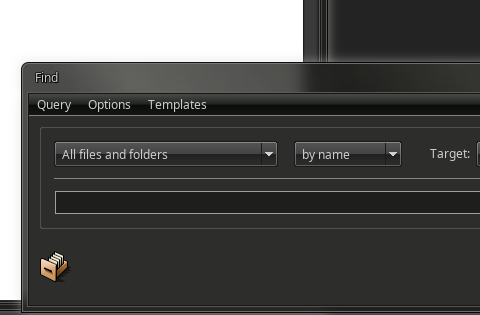 Find
Query Options Templates
All files and folders by name Target: